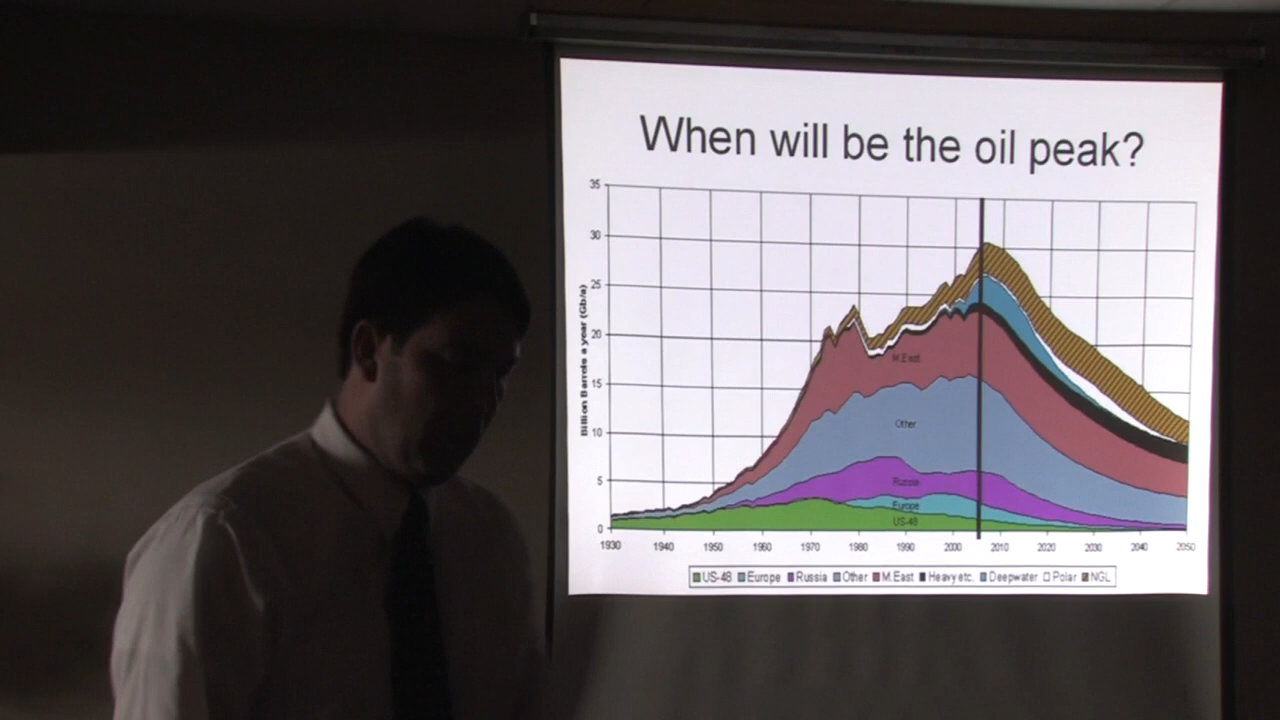 When will be the oil peak?
Billion Barrels a year (Gb/a)
35
30
25
20
15
10
5
0
M.East
Other
Russia
Europe
US-48
1930 1940 1950 1960 1970 1980 1990 2000 2010 2020 2030 2040 2050
US-48 Europe Russia Other M.East Heavy etc. Deepwater Polar NGL